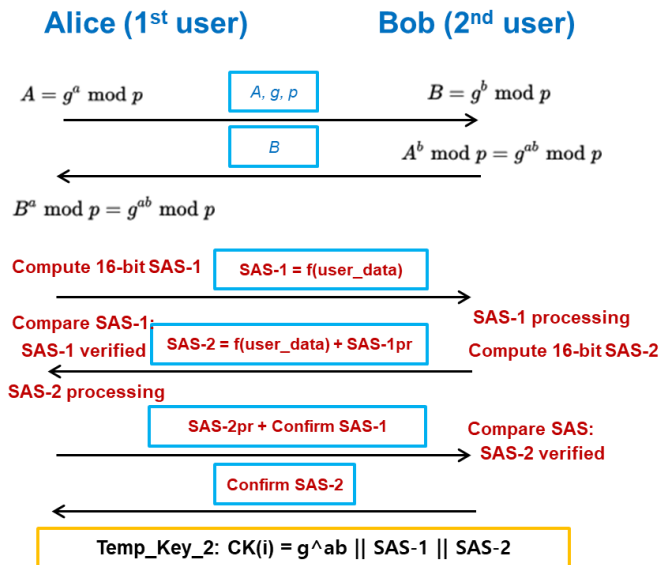 Alice (1st user)
Bob (2nd user)
A = g^a mod p
A, g, p
B = g^b mod p
B
A^b mod p = g^ab mod p
B^a mod p = g^ab mod p
Compute 16-bit SAS-1
SAS-1 = f(user_data)
SAS-1 processing
Compare SAS-1:
SAS-1 verified
SAS-2 = f(user_data) + SAS-1pr
Compute 16-bit SAS-2
SAS-2 processing
SAS-2pr + Confirm SAS-1
Compare SAS:
SAS-2 verified
Confirm SAS-2
Temp_Key_2: CK(i) = g^ab || SAS-1 || SAS-2